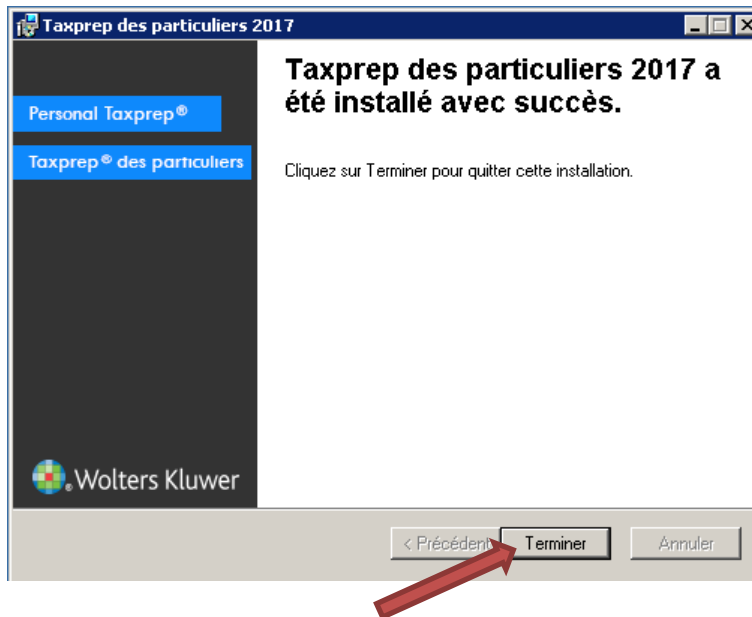 Taxprep des particuliers 2017
Taxprep des particuliers 2017 a
été installé avec succès.
Personal Taxprep®
Taxprep® des particuliers
Cliquez sur Terminer pour quitter cette installation.
Wolters Kluwer
< Précédent
Terminer
Annuler